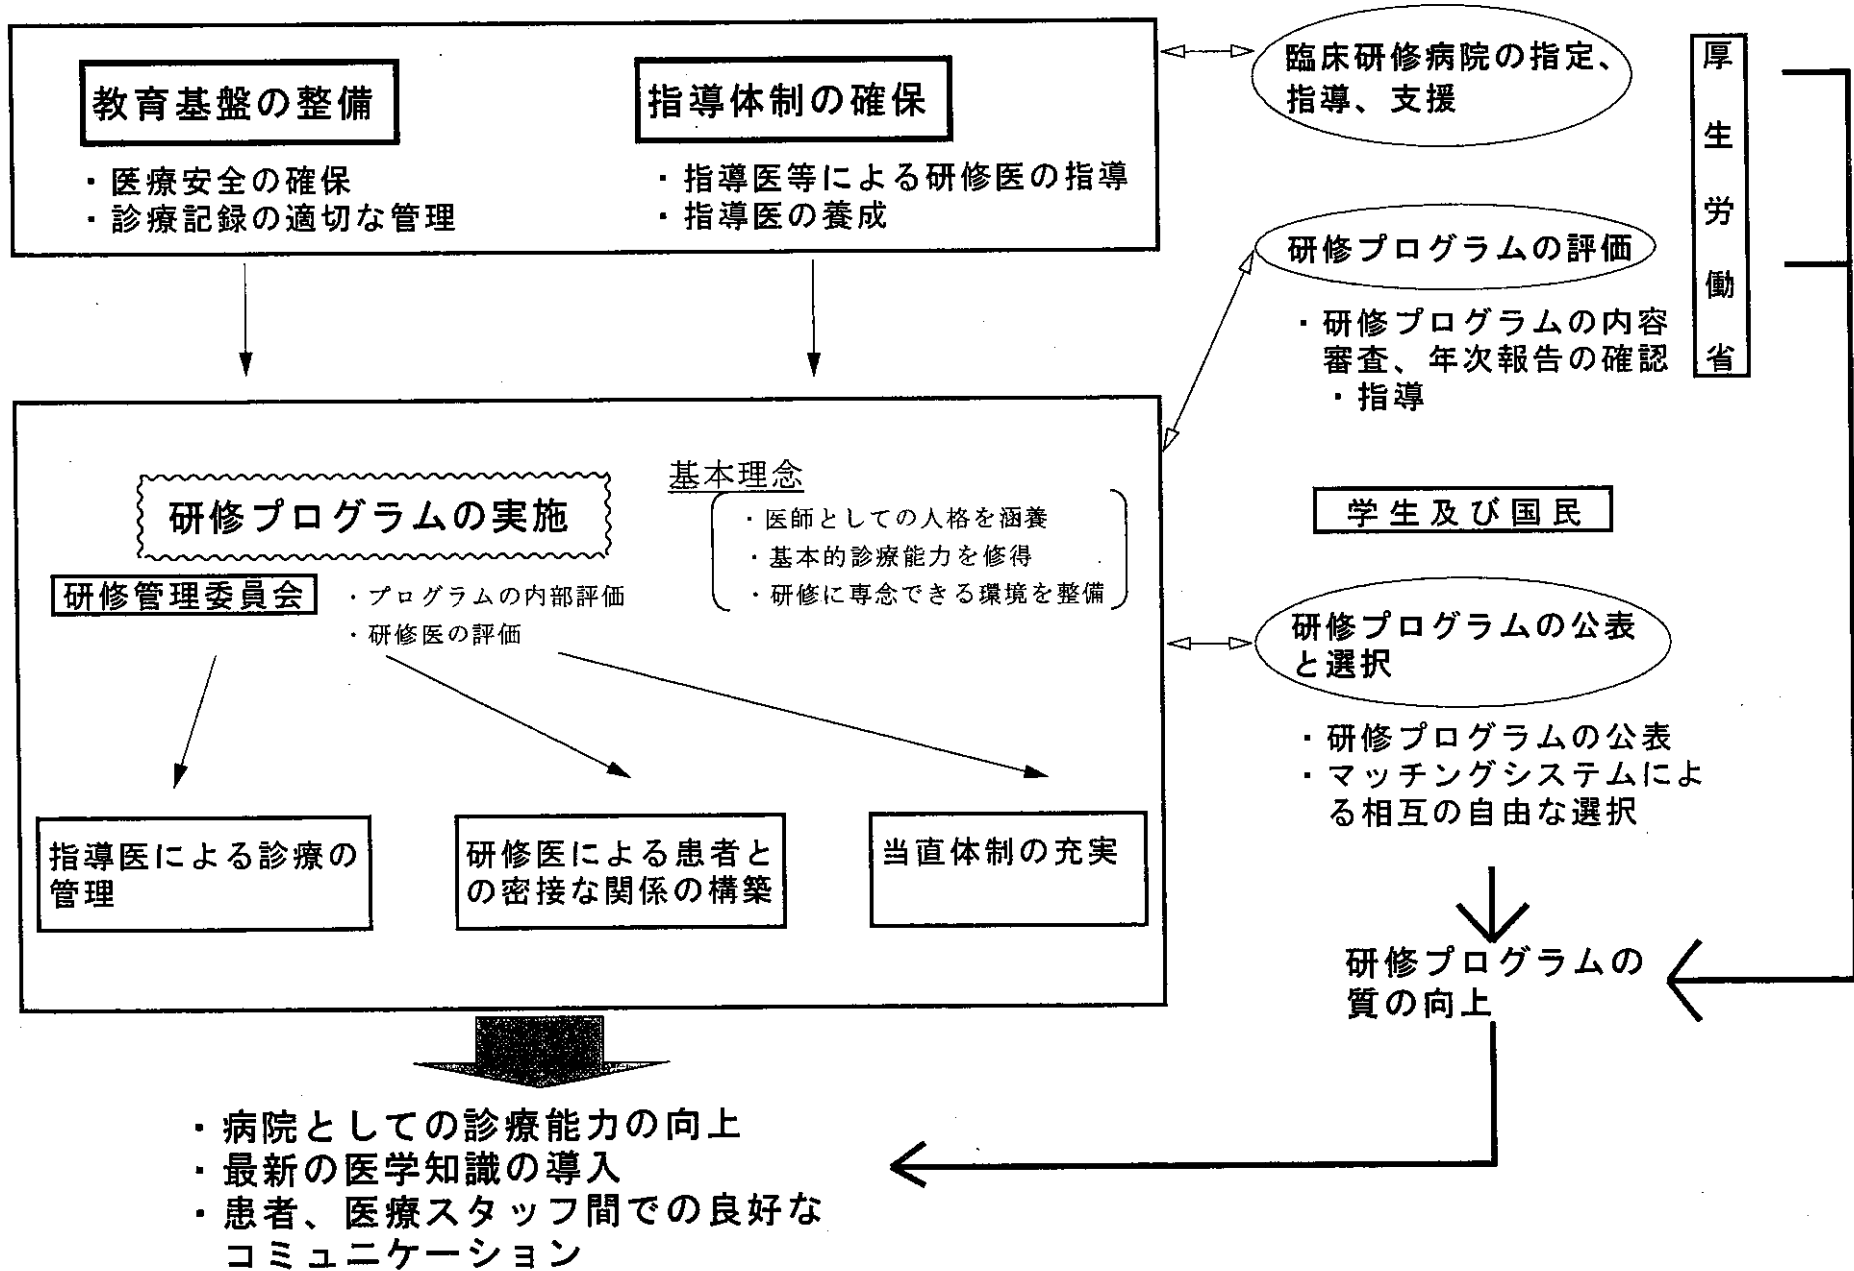 教育基盤の整備
・医療安全の確保
・診療記録の適切な管理
指導体制の確保
・指導医等による研修医の指導
・指導医の養成
臨床研修病院の指定、
指導、支援
厚生労働省
研修プログラムの評価
・研修プログラムの内容
審査、年次報告の確認
・指導
研修プログラムの実施
基本理念
・医師としての人格を涵養
・基本的診療能力を修得
・研修に専念できる環境を整備
研修管理委員会
・プログラムの内部評価
・研修医の評価
学生及び国民
研修プログラムの公表
と選択
・研修プログラムの公表
・マッチングシステムによ
る相互の自由な選択
指導医による診療の
管理
研修医による患者と
の密接な関係の構築
当直体制の充実
研修プログラムの
質の向上
・病院としての診療能力の向上
・最新の医学知識の導入
・患者、医療スタッフ間での良好な
コミュニケーション